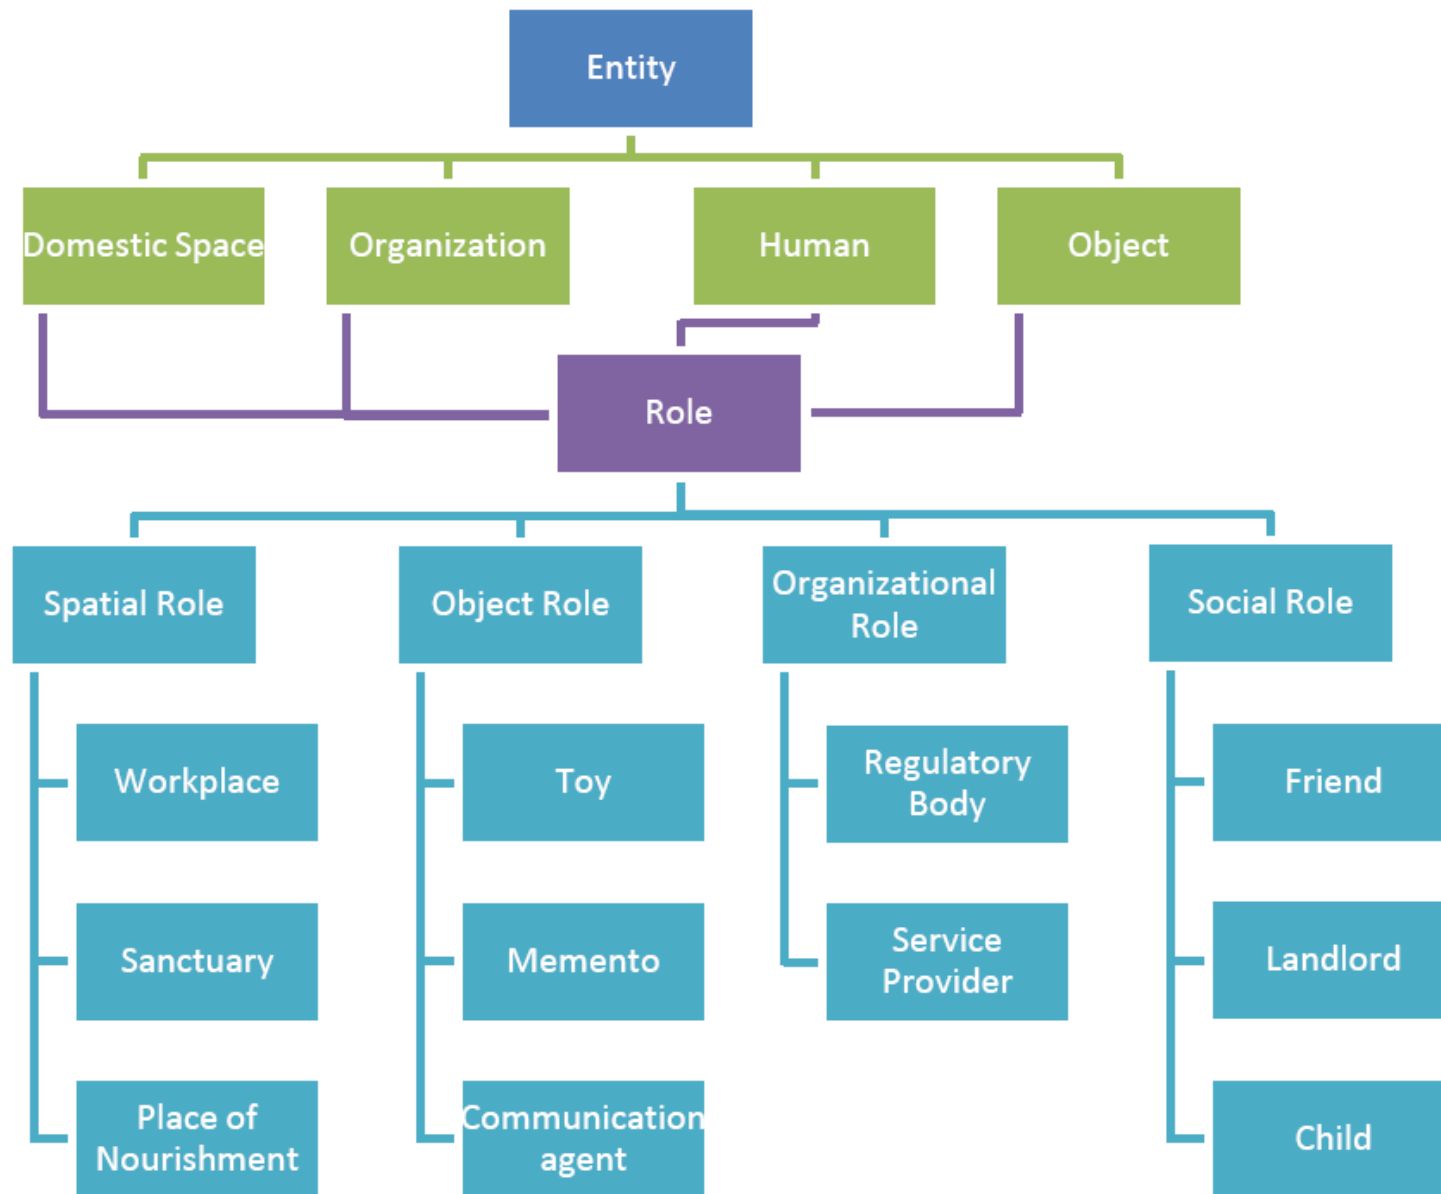 Entity
Domestic Space
Organization
Human
Object
Role
Spatial Role
Object Role
Organizational
Role
Social Role
Workplace
Toy
Regulatory
Body
Friend
Sanctuary
Memento
Service
Provider
Landlord
Place of
Nourishment
Communication
agent
Child